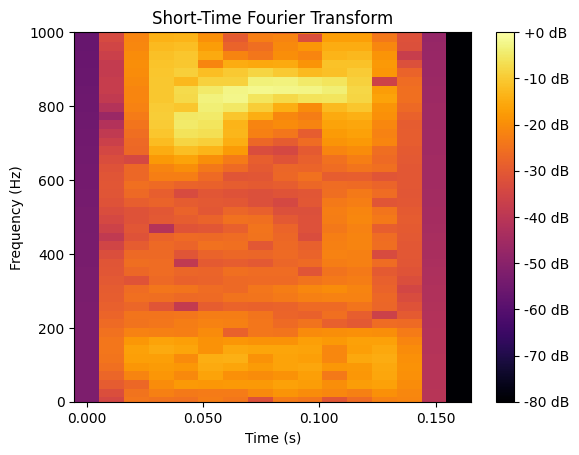 Short-Time Fourier Transform
1000
800
600
400
200
0
Frequency (Hz)
0.000
0.050
0.100
0.150
Time (s)
+0 dB
-10 dB
-20 dB
-30 dB
-40 dB
-50 dB
-60 dB
-70 dB
-80 dB